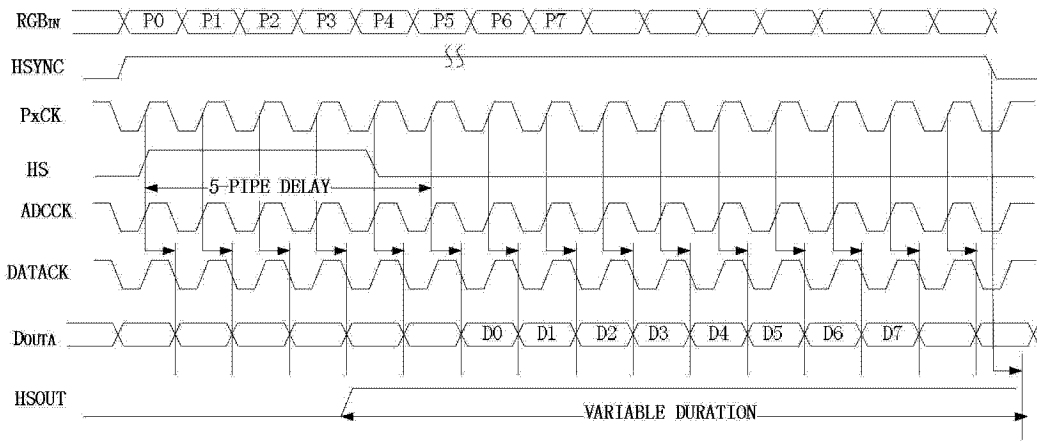 RGBIN P0 P1 P2 P3 P4 P5 P6 P7
HSYNC
PxCK
HS
5 PIPE DELAY
ADCCK
DATACK
DOUTA D0 D1 D2 D3 D4 D5 D6 D7
HSOUT
VARIABLE DURATION